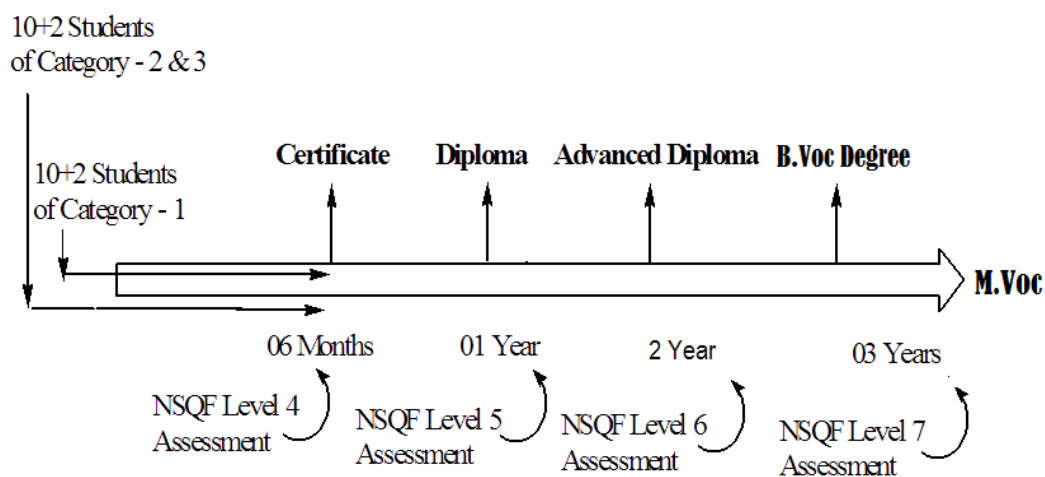 10+2 Students
of Category - 2 & 3
10+2 Students
of Category - 1
Certificate
Diploma
Advanced Diploma
B.Voc Degree
M.Voc
06 Months
01 Year
2 Year
03 Years
NSQF Level 4
Assessment
NSQF Level 5
Assessment
NSQF Level 6
Assessment
NSQF Level 7
Assessment